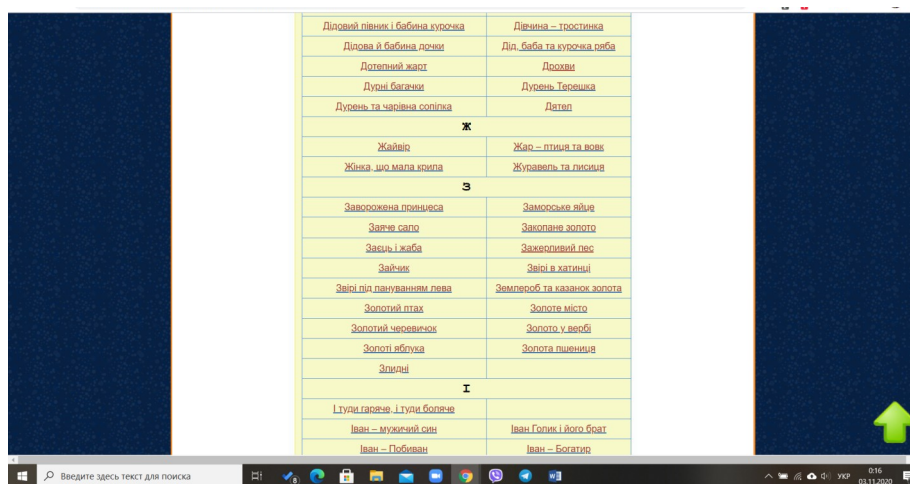 Дідовий півник і бабина курочка Дівчина – тростинка
Дідова й бабина дочки Дід, баба та курочка ряба
Дотепний жарт Дрохви
Дурні багачки Дурень Терешка
Дурень та чарівна сопілка Дятел
Ж
Жайвір Жар – птиця та вовк
Жінка, що мала крила Журавель та лисиця
З
Заворожена принцеса Заморське яйце
Заяче сало Закопане золото
Заєць і жаба Зажерливий пес
Зайчик Звірі в хатинці
Звірі під пануванням лева Землероб та казанок золота
Золотий птах Золоте місто
Золотий черевичок Золото у вербі
Золоті яблука Золота пшениця
Злидні
І
І туди гаряче, і туди боляче
Іван – мужичий син Іван Голик і його брат
Іван – Побиван Іван – Богатир
Введите здесь текст для поиска
8
УКР
0:16
03.11.2020